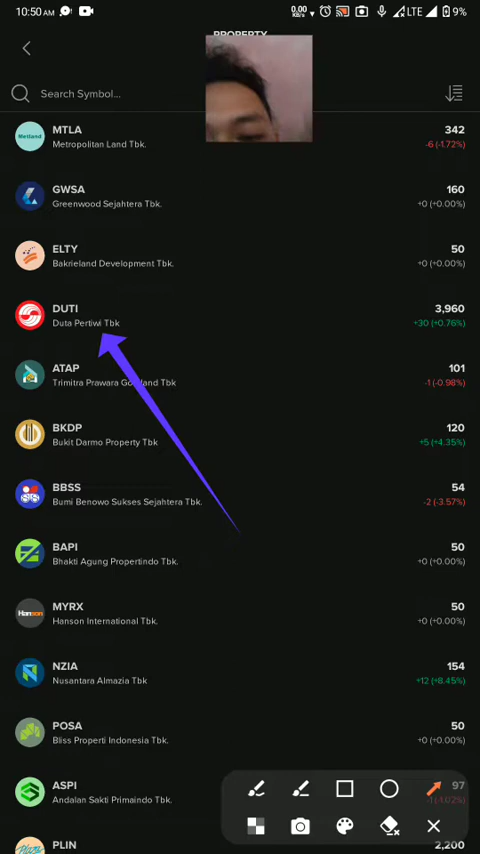 10:50 AM
0.00 KB/S LTE 9%
PROPERTY
Search Symbol...
MTLA 342
Metropolitan Land Tbk. -6 (-1.72%)
GWSA 160
Greenwood Sejahtera Tbk. +0 (+0.00%)
ELTY 50
Bakrieland Development Tbk. +0 (+0.00%)
DUTI 3,960
Duta Pertiwi Tbk +30 (+0.76%)
ATAP 101
Trimitra Prawara land Tbk -1 (-0.98%)
BKDP 120
Bukit Darmo Property Tbk +5 (+4.35%)
BBSS 54
Bumi Benowo Sukses Sejahtera Tbk. -2 (-3.57%)
BAPI 50
Bhakti Agung Propertindo Tbk. +0 (+0.00%)
MYRX 50
Hanson
Hanson International Tbk. +0 (+0.00%)
NZIA 154
Nusantara Almazia Tbk +12 (+8.45%)
POSA 50
Bliss Properti Indonesia Tbk. +0 (+0.00%)
ASPI 97
Andalan Sakti Primaindo Tbk. -1 (-1.02%)
PLIN 2,200